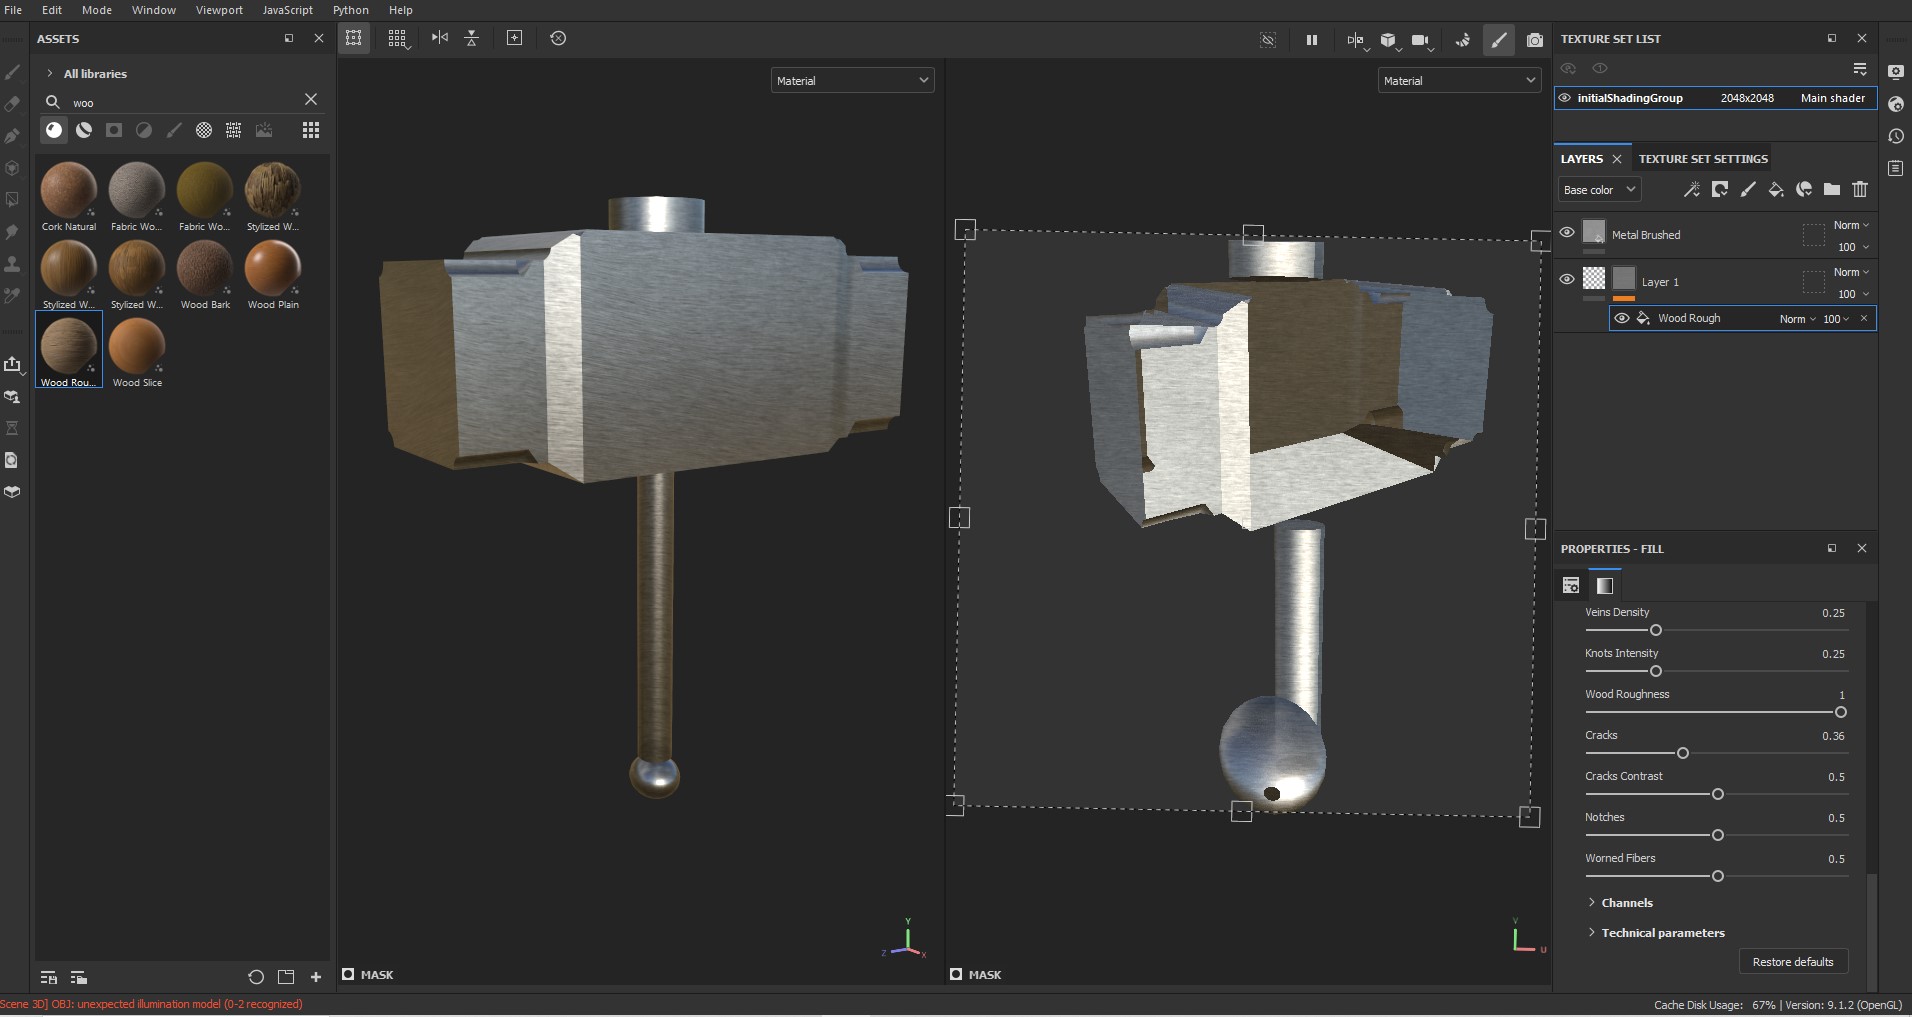 File Edit Mode Window Viewport JavaScript Python Help
ASSETS
All libraries
woo
Cork Natural Fabric Wo... Fabric Wo... Stylized W...
Stylized W... Stylized W... Wood Bark Wood Plain
Wood Rou... Wood Slice
Material
Material
MASK
MASK
Y
Z
X
V
U
TEXTURE SET LIST
initialShadingGroup 2048x2048 Main shader
LAYERS TEXTURE SET SETTINGS
Base color
Metal Brushed Norm
100
Layer 1 Norm
100
Wood Rough Norm 100
PROPERTIES - FILL
Veins Density 0.25
Knots Intensity 0.25
Wood Roughness 1
Cracks 0.36
Cracks Contrast 0.5
Notches 0.5
Worned Fibers 0.5
Channels
Technical parameters
Restore defaults
Scene 3D] OBJ: unexpected illumination model (0-2 recognized)
Cache Disk Usage: 67% | Version: 9.1.2 (OpenGL)